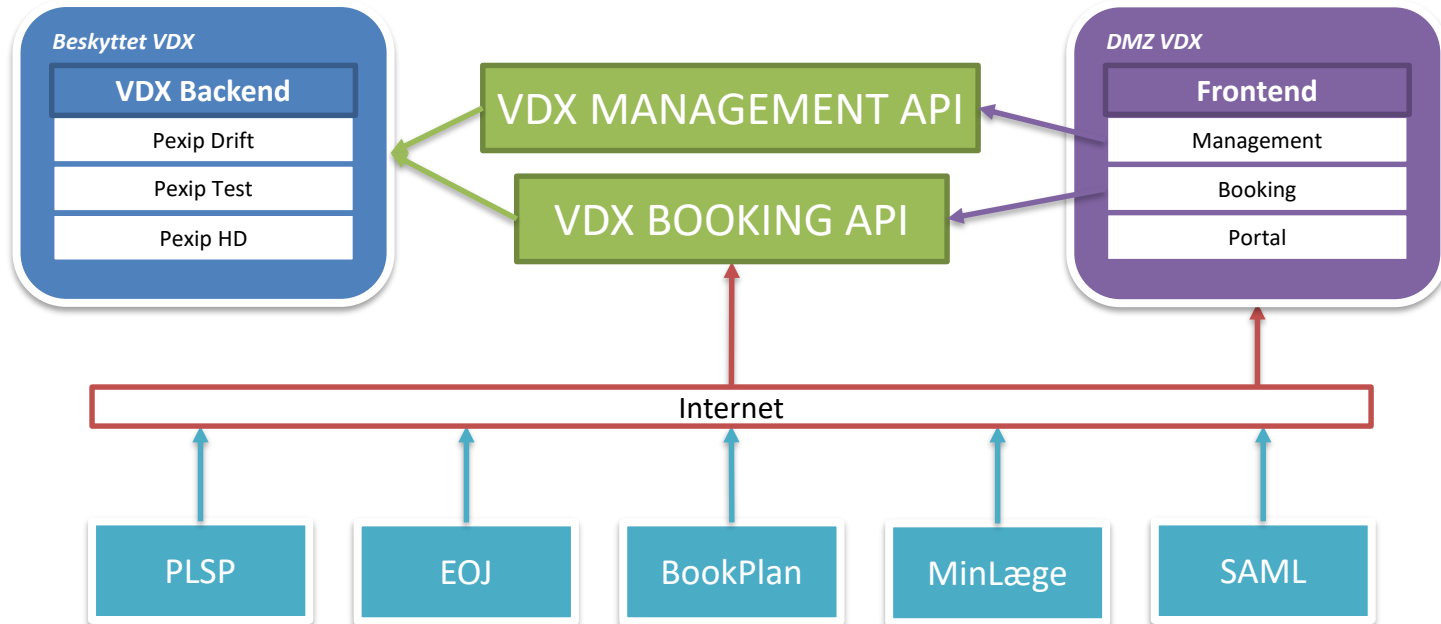 Beskyttet VDX
VDX Backend
Pexip Drift
Pexip Test
Pexip HD
VDX MANAGEMENT API
VDX BOOKING API
DMZ VDX
Frontend
Management
Booking
Portal
Internet
PLSP
EOJ
BookPlan
MinLæge
SAML